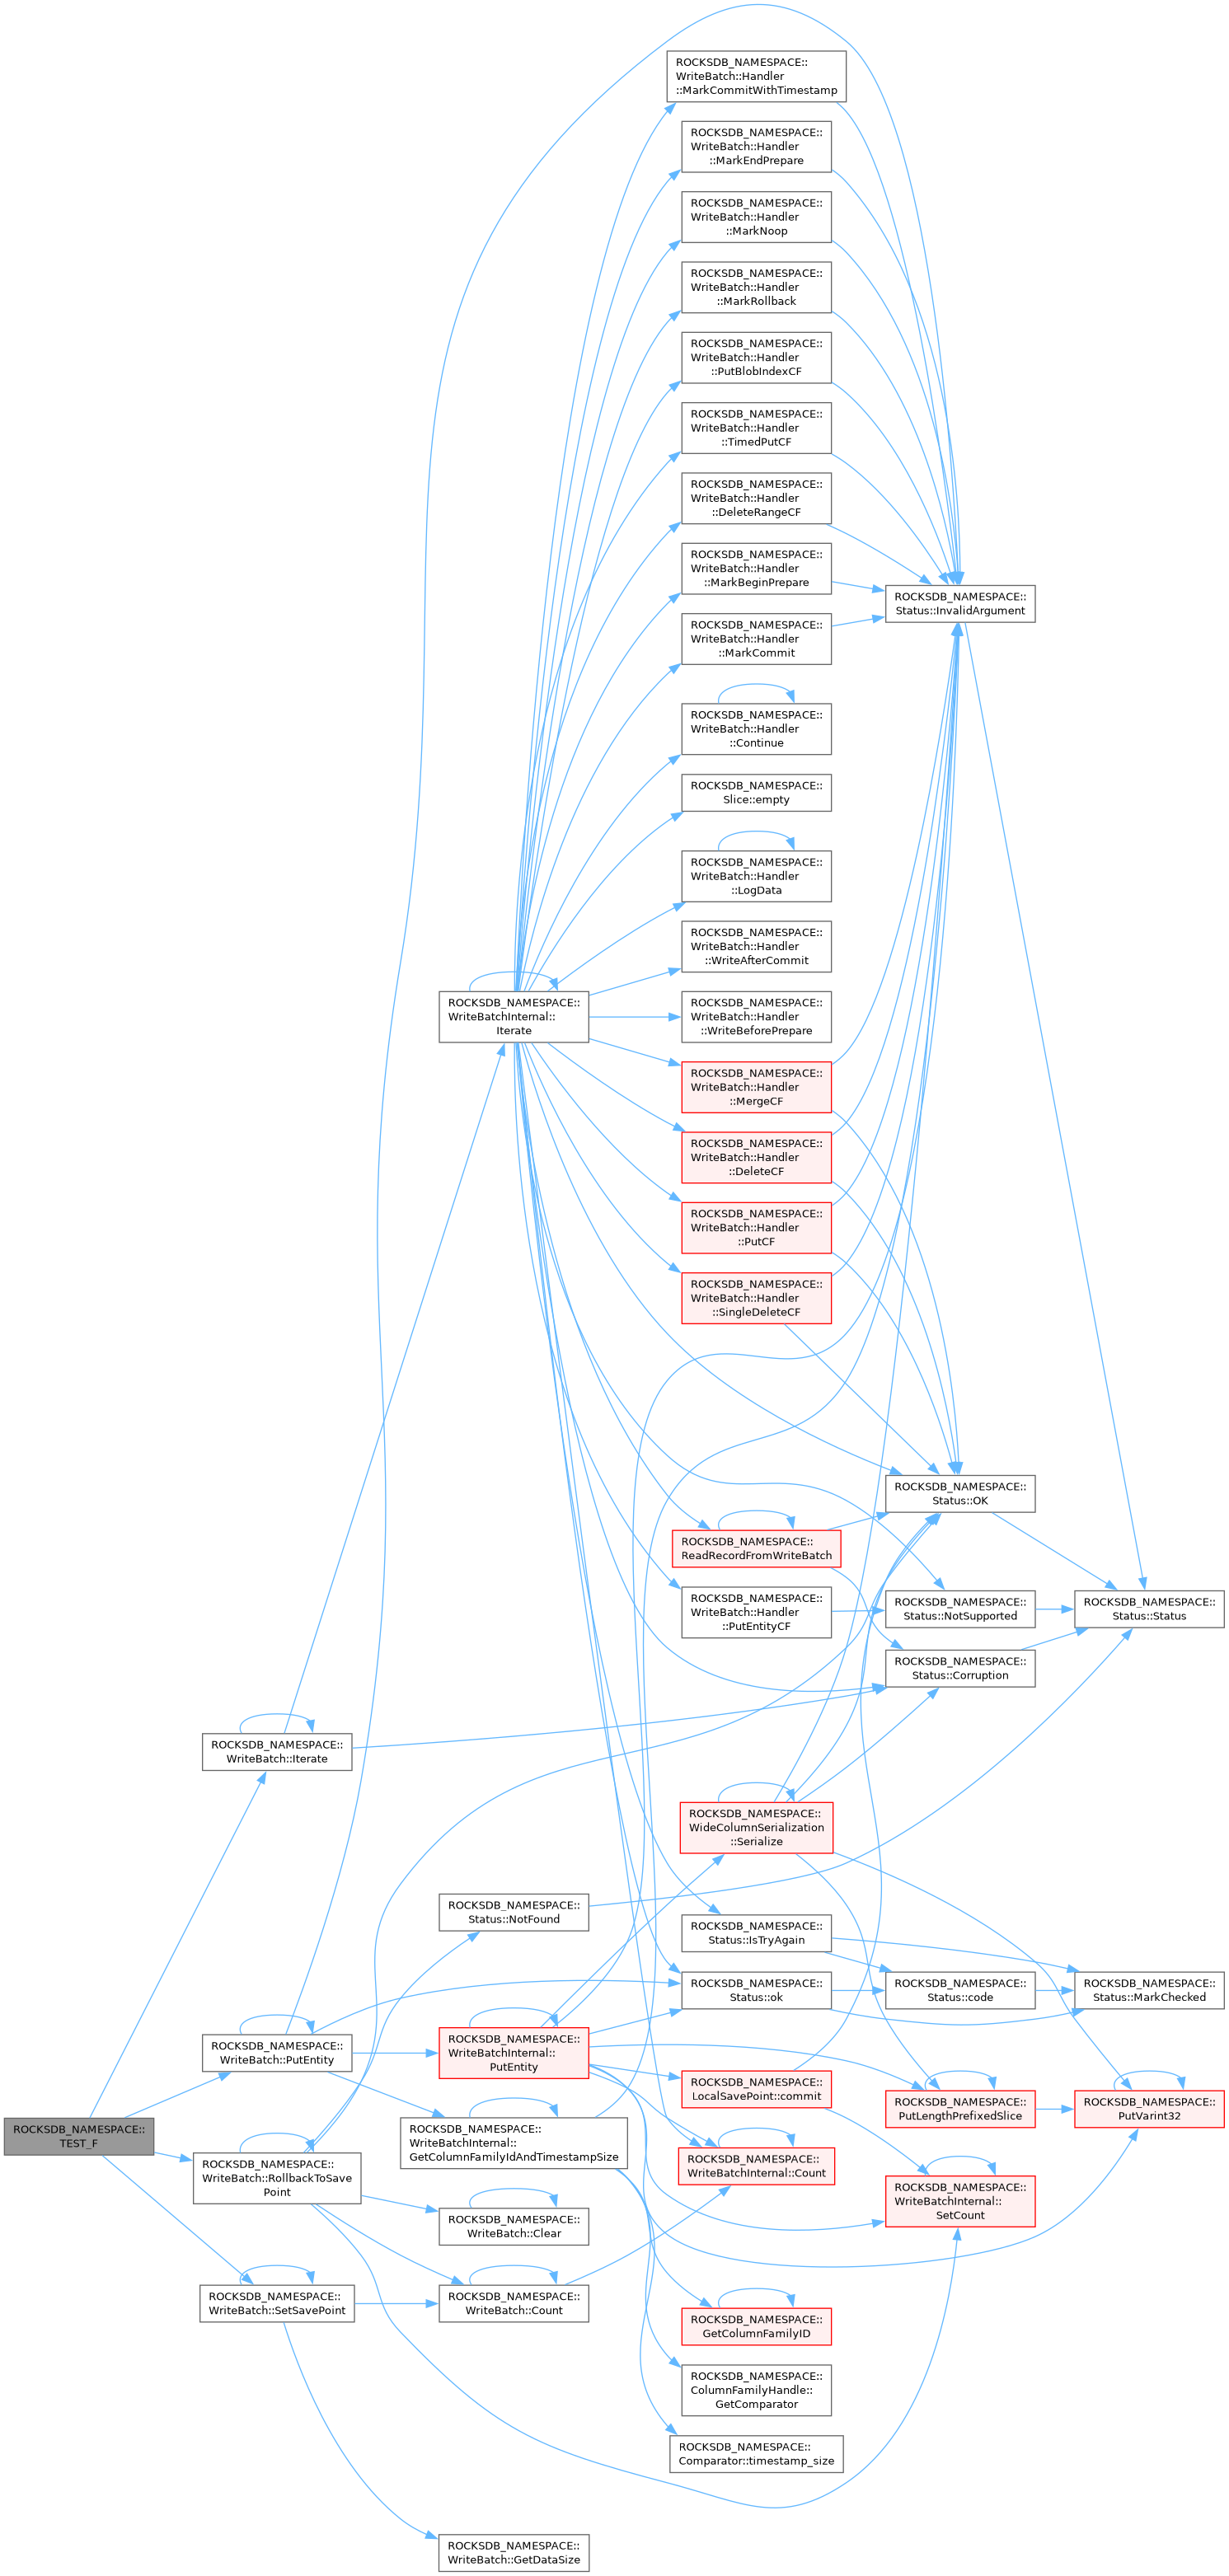 ROCKSDB_NAMESPACE::
WriteBatch::Handler
::MarkCommitWithTimestamp
ROCKSDB_NAMESPACE::
WriteBatch::Handler
::MarkEndPrepare
ROCKSDB_NAMESPACE::
WriteBatch::Handler
::MarkNoop
ROCKSDB_NAMESPACE::
WriteBatch::Handler
::MarkRollback
ROCKSDB_NAMESPACE::
WriteBatch::Handler
::PutBlobIndexCF
ROCKSDB_NAMESPACE::
WriteBatch::Handler
::TimedPutCF
ROCKSDB_NAMESPACE::
WriteBatch::Handler
::DeleteRangeCF
ROCKSDB_NAMESPACE::
WriteBatch::Handler
::MarkBeginPrepare
ROCKSDB_NAMESPACE::
Status::InvalidArgument
ROCKSDB_NAMESPACE::
WriteBatch::Handler
::MarkCommit
ROCKSDB_NAMESPACE::
WriteBatch::Handler
::Continue
ROCKSDB_NAMESPACE::
Slice::empty
ROCKSDB_NAMESPACE::
WriteBatch::Handler
::LogData
ROCKSDB_NAMESPACE::
WriteBatch::Handler
::WriteAfterCommit
ROCKSDB_NAMESPACE::
WriteBatchInternal::
Iterate
ROCKSDB_NAMESPACE::
WriteBatch::Handler
::WriteBeforePrepare
ROCKSDB_NAMESPACE::
WriteBatch::Handler
::MergeCF
ROCKSDB_NAMESPACE::
WriteBatch::Handler
::DeleteCF
ROCKSDB_NAMESPACE::
WriteBatch::Handler
::PutCF
ROCKSDB_NAMESPACE::
WriteBatch::Handler
::SingleDeleteCF
ROCKSDB_NAMESPACE::
Status::OK
ROCKSDB_NAMESPACE::
ReadRecordFromWriteBatch
ROCKSDB_NAMESPACE::
WriteBatch::Handler
::PutEntityCF
ROCKSDB_NAMESPACE::
Status::NotSupported
ROCKSDB_NAMESPACE::
Status::Status
ROCKSDB_NAMESPACE::
Status::Corruption
ROCKSDB_NAMESPACE::
WriteBatch::Iterate
ROCKSDB_NAMESPACE::
WideColumnSerialization
::Serialize
ROCKSDB_NAMESPACE::
Status::NotFound
ROCKSDB_NAMESPACE::
Status::IsTryAgain
ROCKSDB_NAMESPACE::
Status::ok
ROCKSDB_NAMESPACE::
Status::code
ROCKSDB_NAMESPACE::
Status::MarkChecked
ROCKSDB_NAMESPACE::
WriteBatch::PutEntity
ROCKSDB_NAMESPACE::
WriteBatchInternal::
PutEntity
ROCKSDB_NAMESPACE::
LocalSavePoint::commit
ROCKSDB_NAMESPACE::
PutLengthPrefixedSlice
ROCKSDB_NAMESPACE::
PutVarint32
ROCKSDB_NAMESPACE::
TEST_F
ROCKSDB_NAMESPACE::
WriteBatchInternal::
GetColumnFamilyIdAndTimestampSize
ROCKSDB_NAMESPACE::
WriteBatchInternal::Count
ROCKSDB_NAMESPACE::
WriteBatch::RollbackToSave
Point
ROCKSDB_NAMESPACE::
WriteBatchInternal::
SetCount
ROCKSDB_NAMESPACE::
WriteBatch::Clear
ROCKSDB_NAMESPACE::
WriteBatch::SetSavePoint
ROCKSDB_NAMESPACE::
WriteBatch::Count
ROCKSDB_NAMESPACE::
GetColumnFamilyID
ROCKSDB_NAMESPACE::
ColumnFamilyHandle::
GetComparator
ROCKSDB_NAMESPACE::
Comparator::timestamp_size
ROCKSDB_NAMESPACE::
WriteBatch::GetDataSize